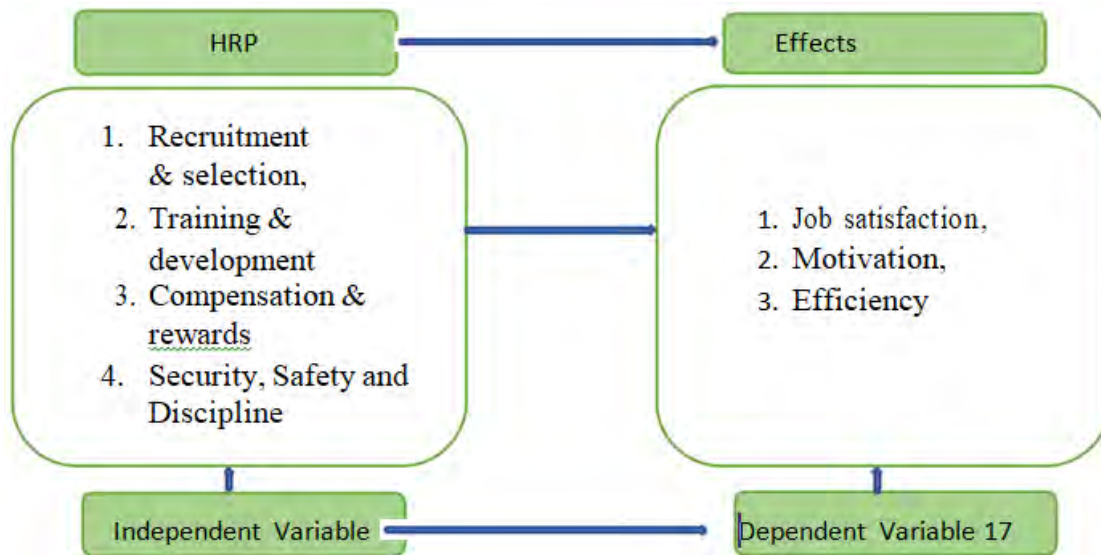 HRP
Effects
1. Recruitment
& selection,
2. Training &
development
3. Compensation &
rewards
4. Security, Safety and
Discipline
1. Job satisfaction,
2. Motivation,
3. Efficiency
Independent Variable
Dependent Variable 17